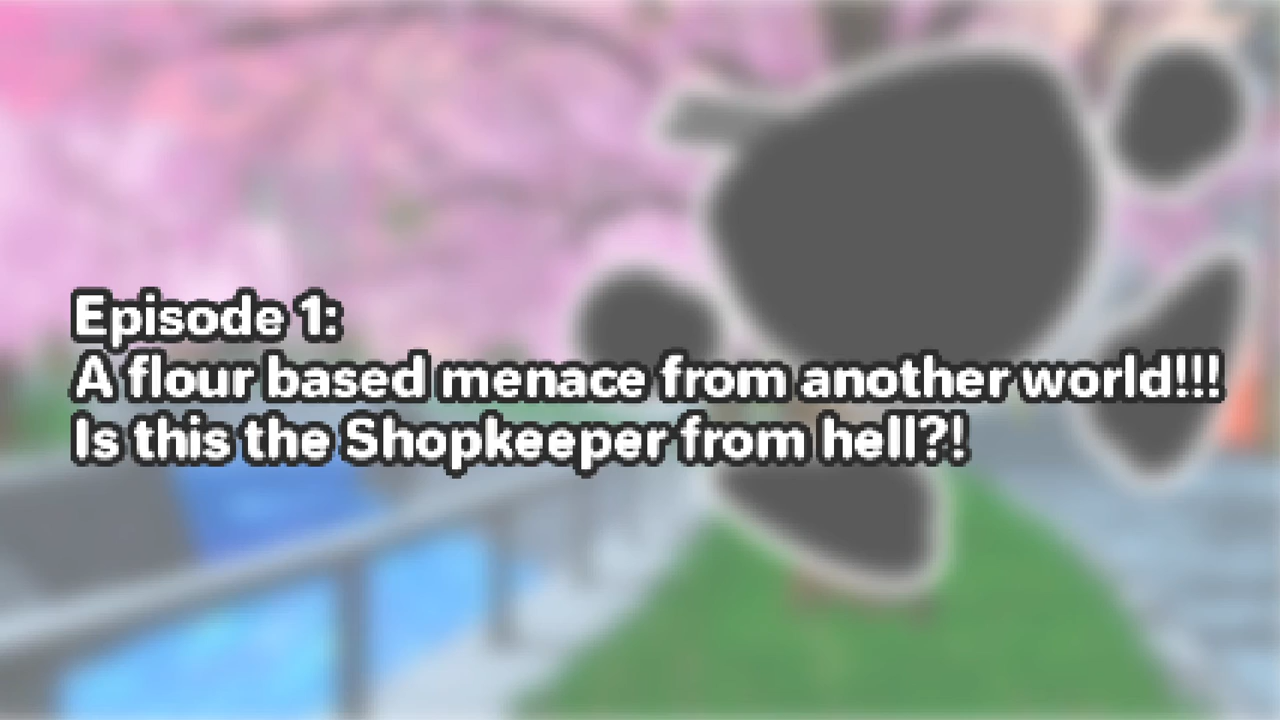 Episode 1:
A flour based menace from another world!!!
Is this the Shopkeeper from hell?!